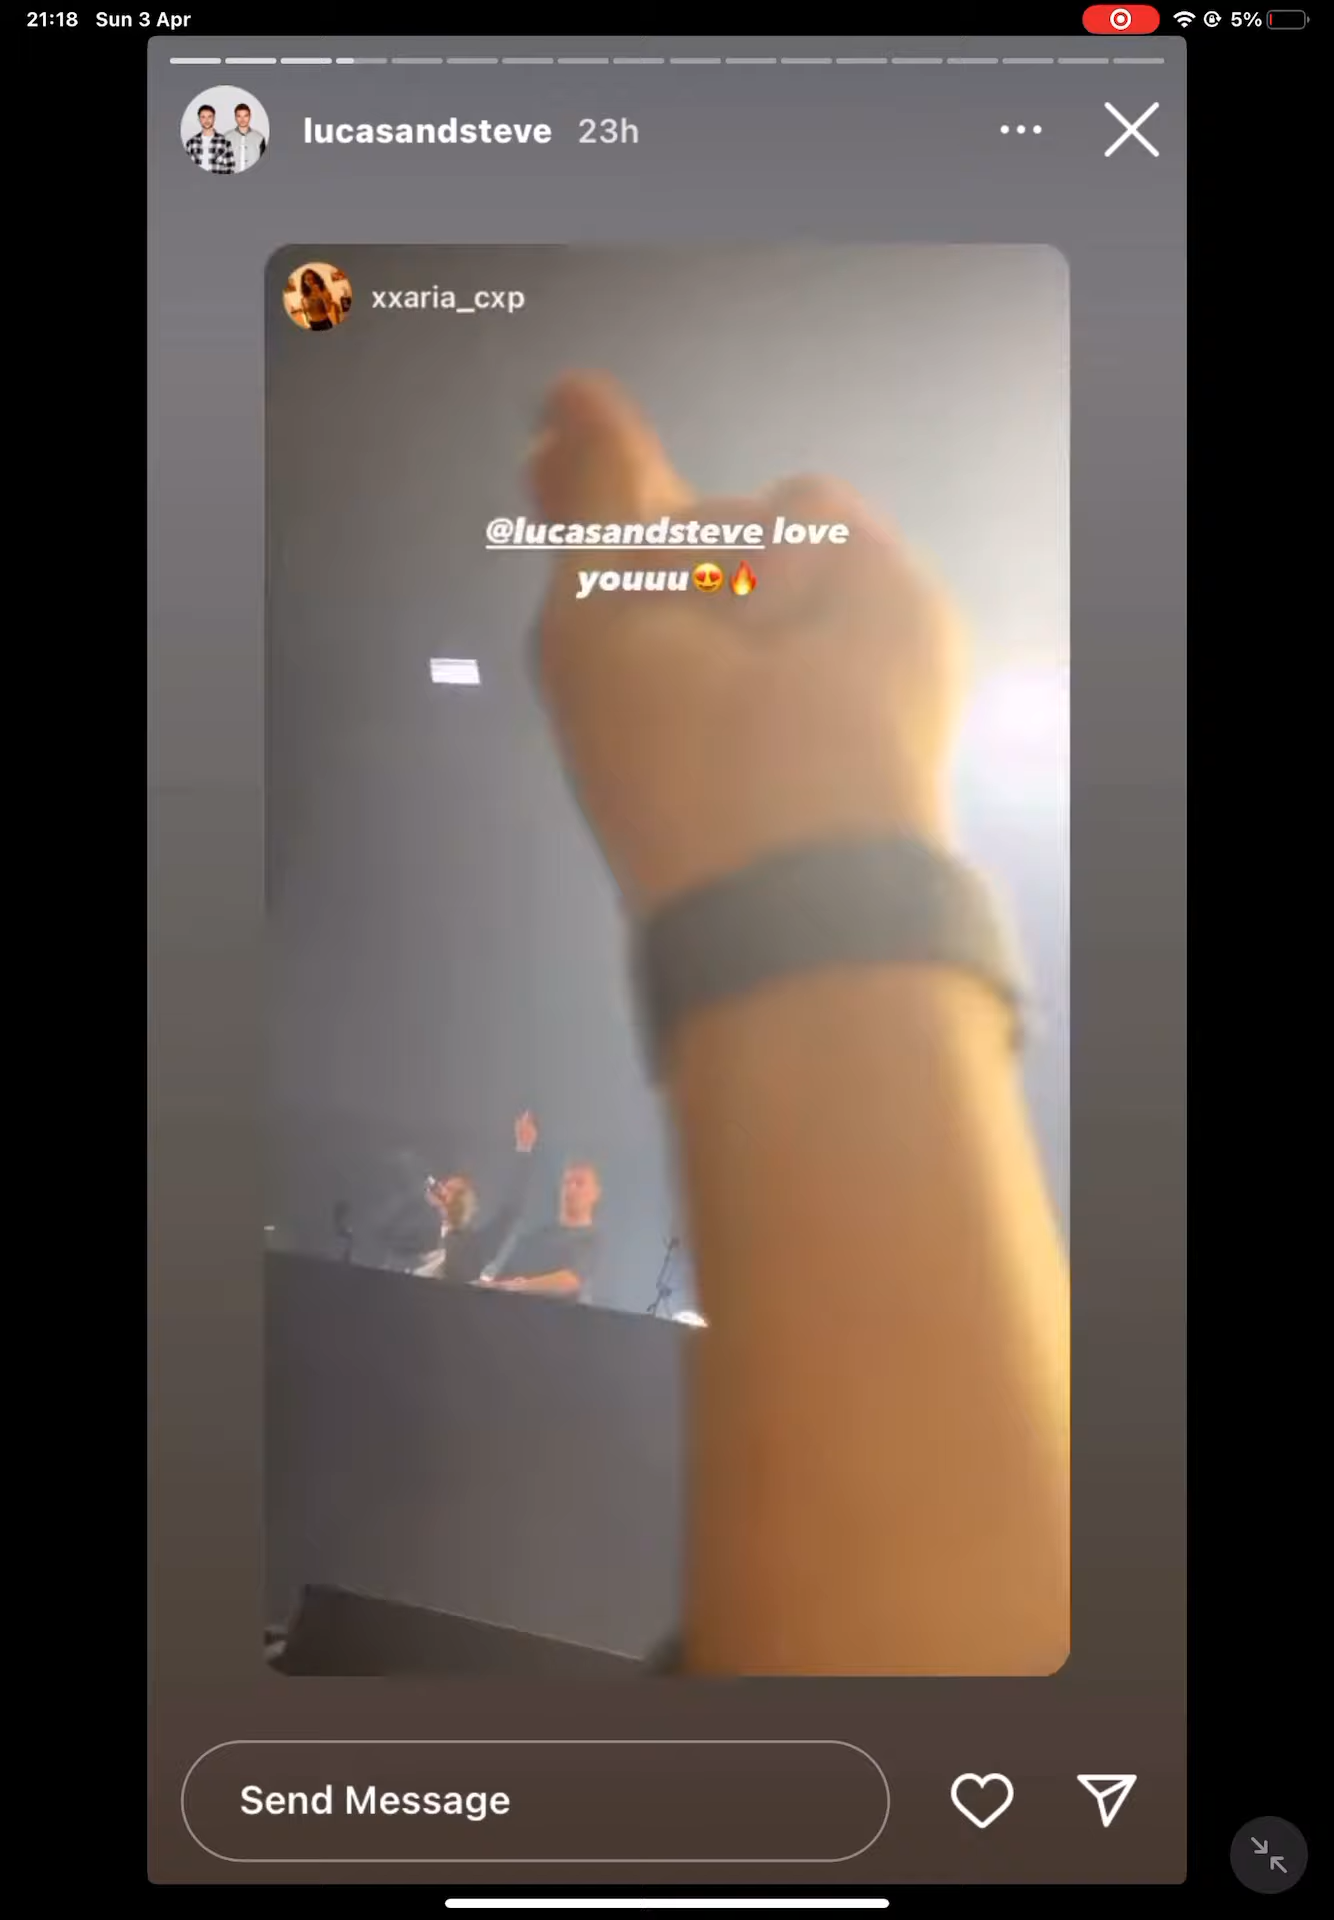 21:18 Sun 3 Apr
5%
lucasandsteve 23h
xxaria_cxp
@lucasandsteve love
youuu😍🔥
Send Message